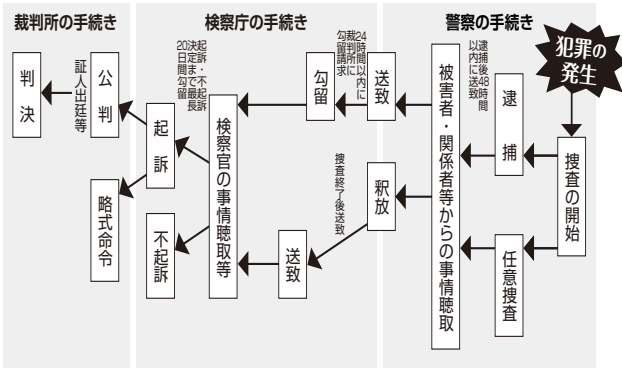 警察の手続き
検察庁の手続き
裁判所の手続き
犯罪の
発生
捜査の開始
逮捕
任意捜査
逮捕後48時間
以内に送致
被害者・関係者等からの事情聴取
送致
釈放
24時間以内に
裁判所に
勾留請求
勾留
捜査終了後送致
送致
検察官の事情聴取等
起訴・不起訴
決定まで最長
20日間勾留
起訴
不起訴
公判
略式命令
証人出廷等
判決